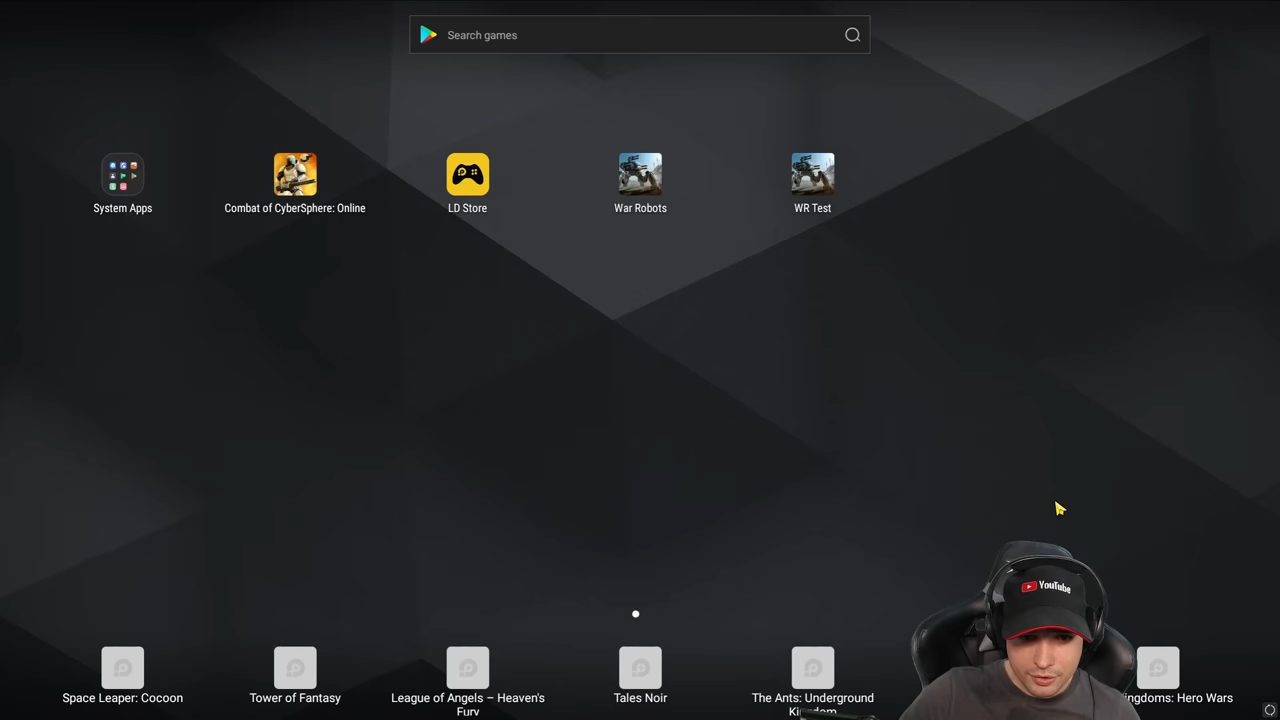 Search games
System Apps
Combat of CyberSphere: Online
LD Store
War Robots
WR Test
YouTube
Space Leaper: Cocoon
Tower of Fantasy
League of Angels – Heaven's
Fury
Tales Noir
The Ants: Underground
Kingdom
Hero Wars